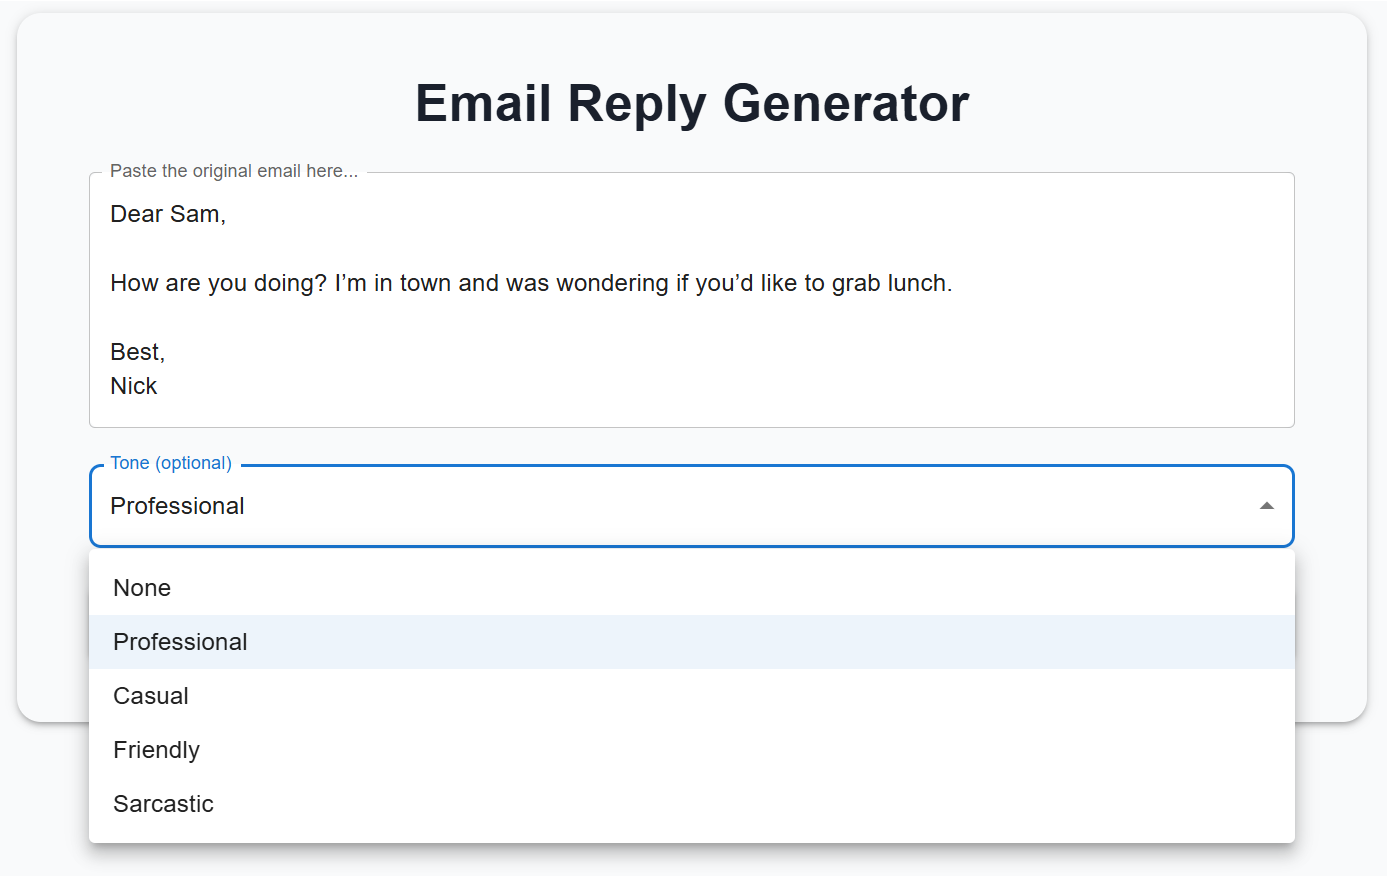 Email Reply Generator
Paste the original email here...
Dear Sam,
How are you doing? I’m in town and was wondering if you’d like to grab lunch.
Best,
Nick
Tone (optional)
Professional
None
Professional
Casual
Friendly
Sarcastic